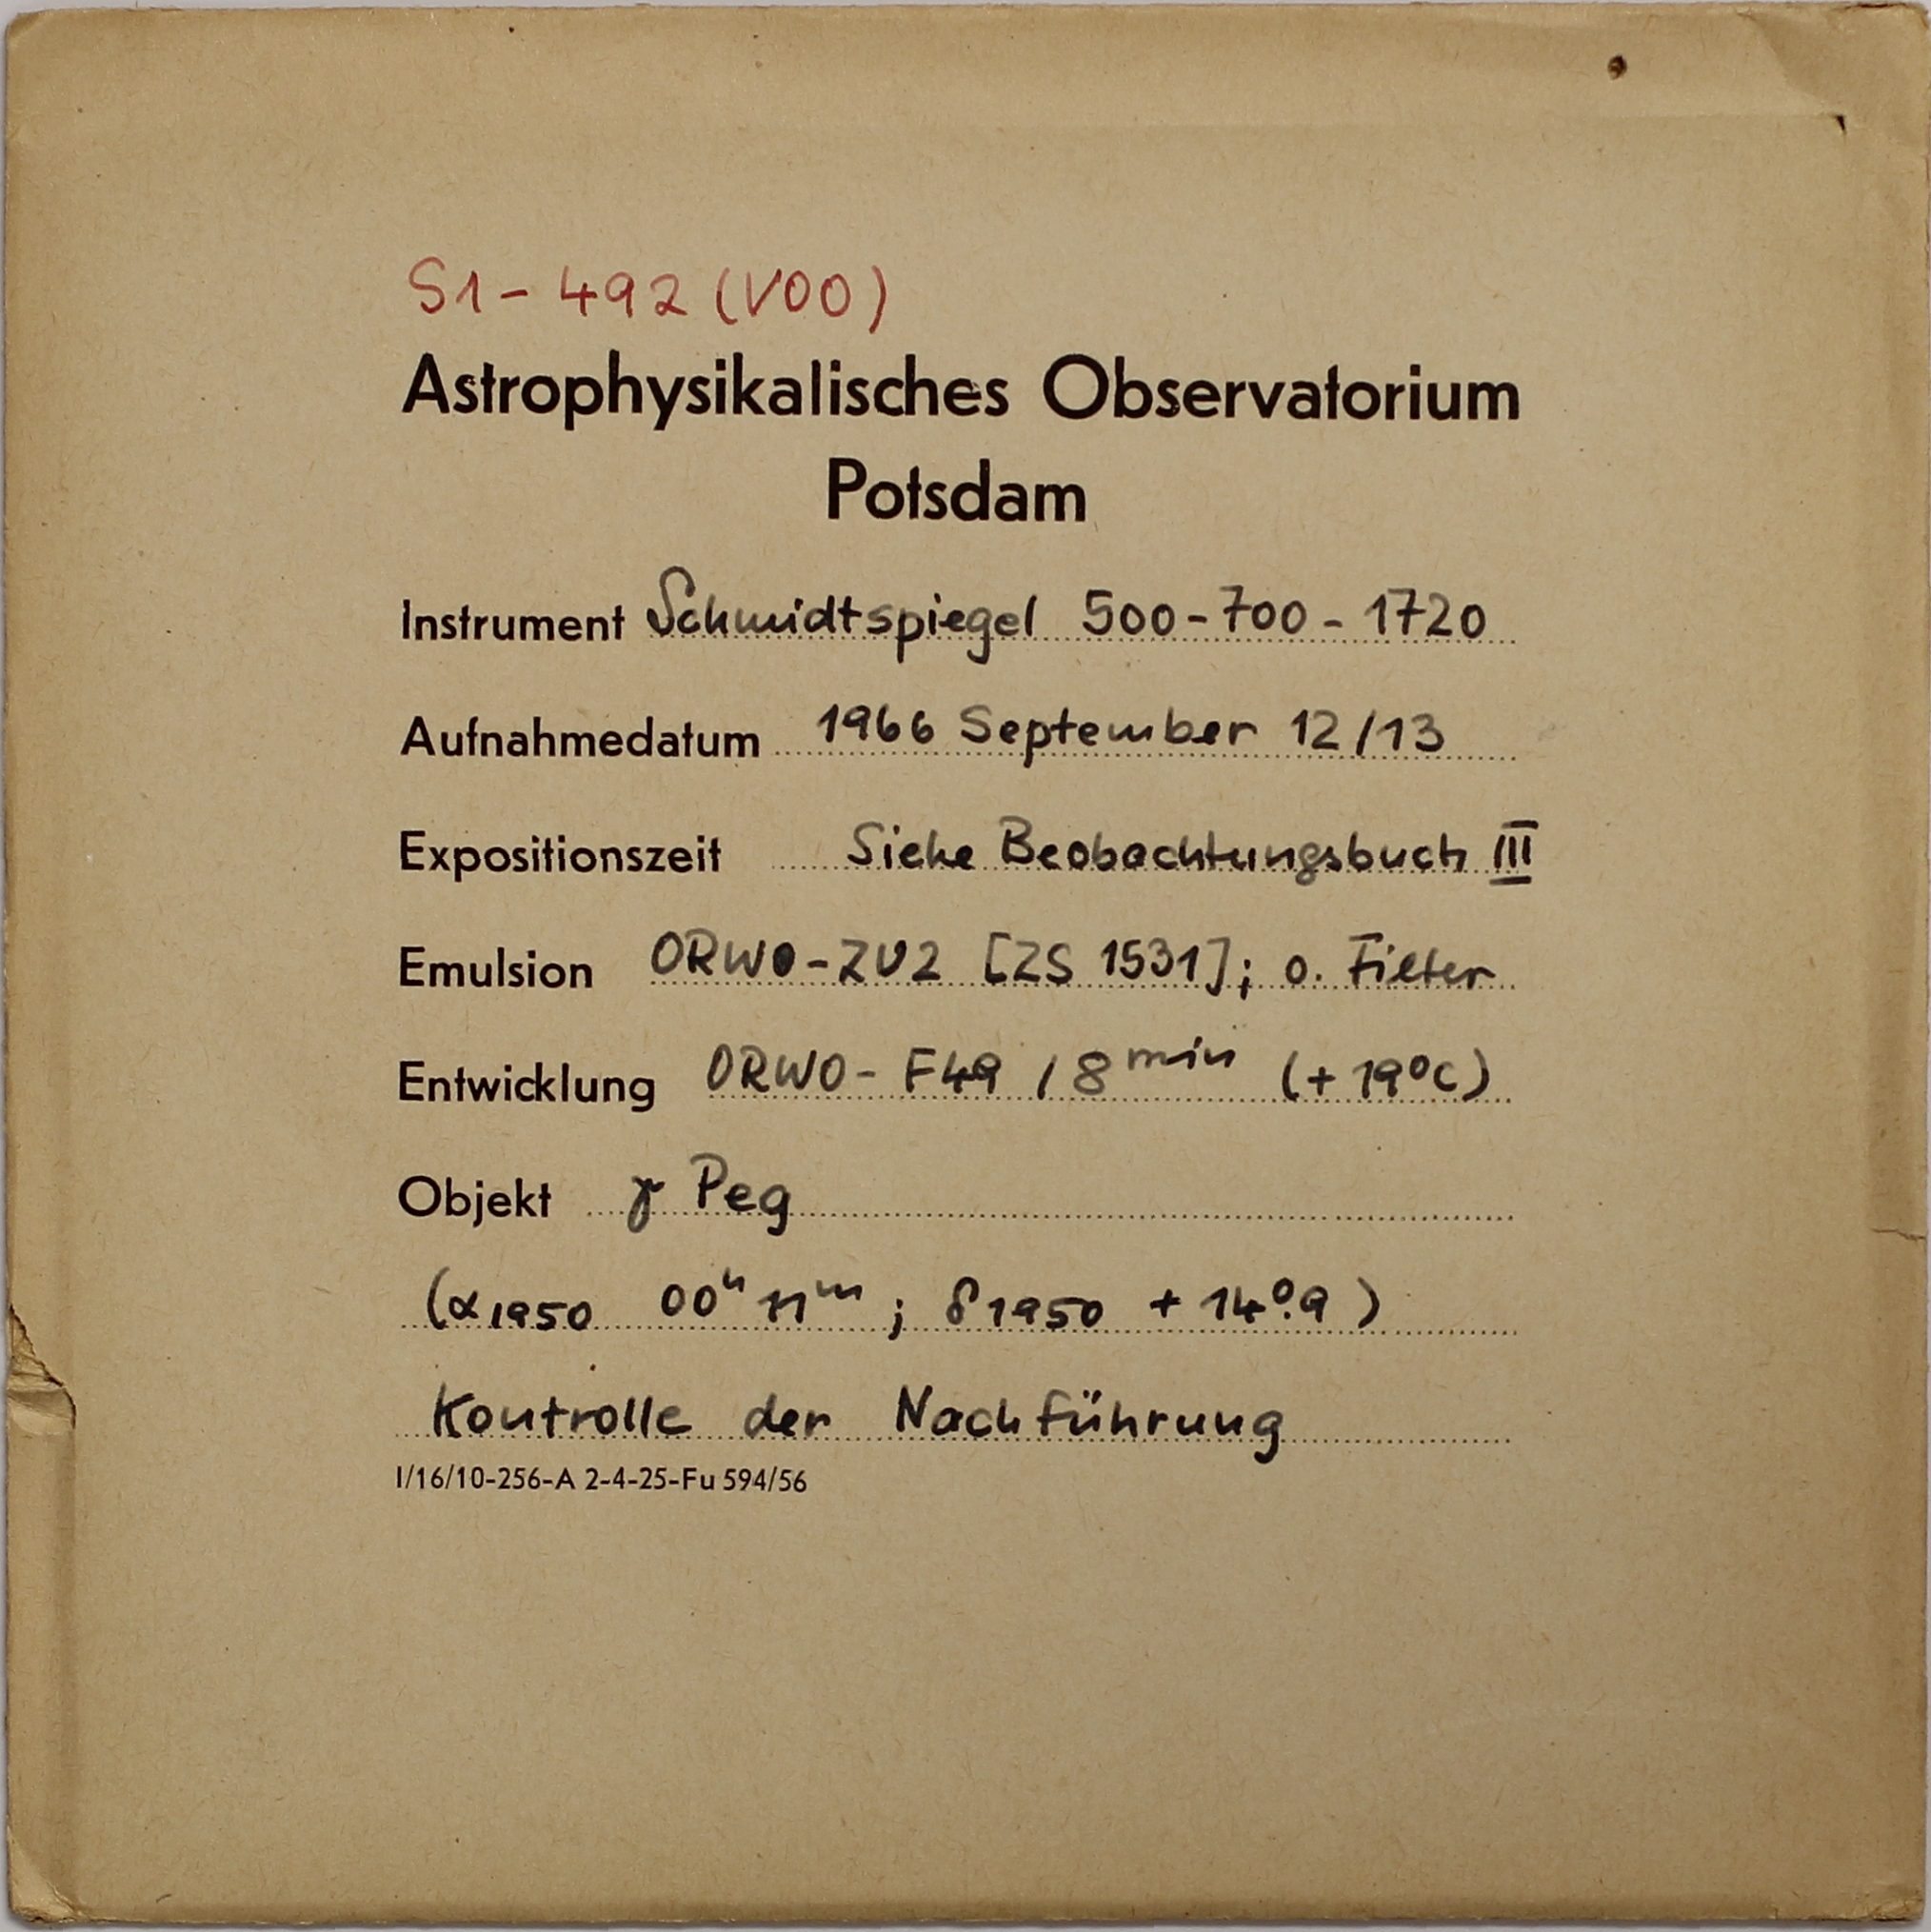 S1 - 492 (V00)
Astrophysikalisches Observatorium
Potsdam
Instrument Schmidtspiegel 500 - 700 - 1720
Aufnahmedatum 1966 September 12/13
Expositionszeit Siehe Beobachtungsbuch III
Emulsion ORWO-ZU2 [ZS 1531]; o. Filter
Entwicklung ORWO- F49 / 8 min (+ 19°C)
Objekt γ Peg
(α1950 00h 11m ; δ1950 + 14°.9 )
Kontrolle der Nachführung
I/16/10-256-A 2-4-25-Fu 594/56